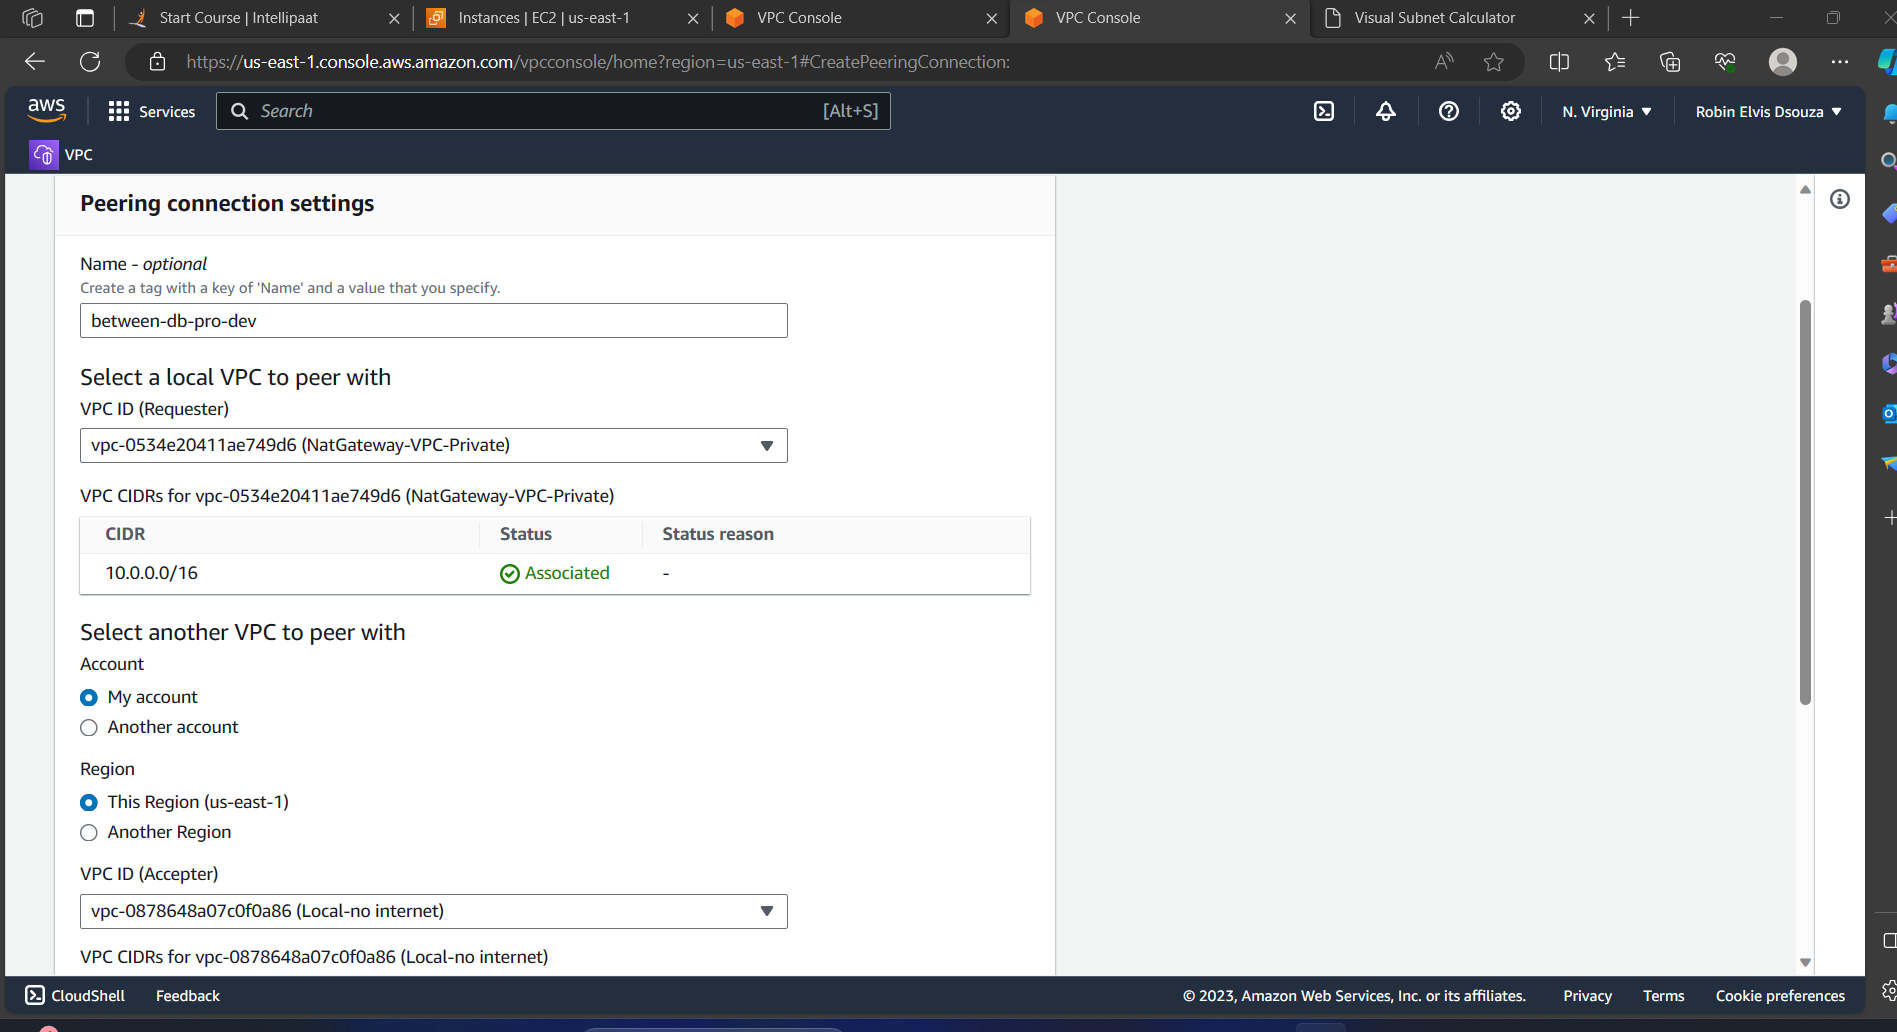 Start Course | Intellipaat
Instances | EC2 | us-east-1
VPC Console
VPC Console
Visual Subnet Calculator
https://us-east-1.console.aws.amazon.com/vpcconsole/home?region=us-east-1#CreatePeeringConnection:
aws
Services
Search
[Alt+S]
N. Virginia
Robin Elvis Dsouza
VPC
Peering connection settings
Name - optional
Create a tag with a key of 'Name' and a value that you specify.
between-db-pro-dev
Select a local VPC to peer with
VPC ID (Requester)
vpc-0534e20411ae749d6 (NatGateway-VPC-Private)
VPC CIDRs for vpc-0534e20411ae749d6 (NatGateway-VPC-Private)
CIDR Status Status reason
10.0.0.0/16 Associated -
Select another VPC to peer with
Account
My account
Another account
Region
This Region (us-east-1)
Another Region
VPC ID (Accepter)
vpc-0878648a07c0f0a86 (Local-no internet)
VPC CIDRs for vpc-0878648a07c0f0a86 (Local-no internet)
CloudShell
Feedback
© 2023, Amazon Web Services, Inc. or its affiliates.
Privacy
Terms
Cookie preferences